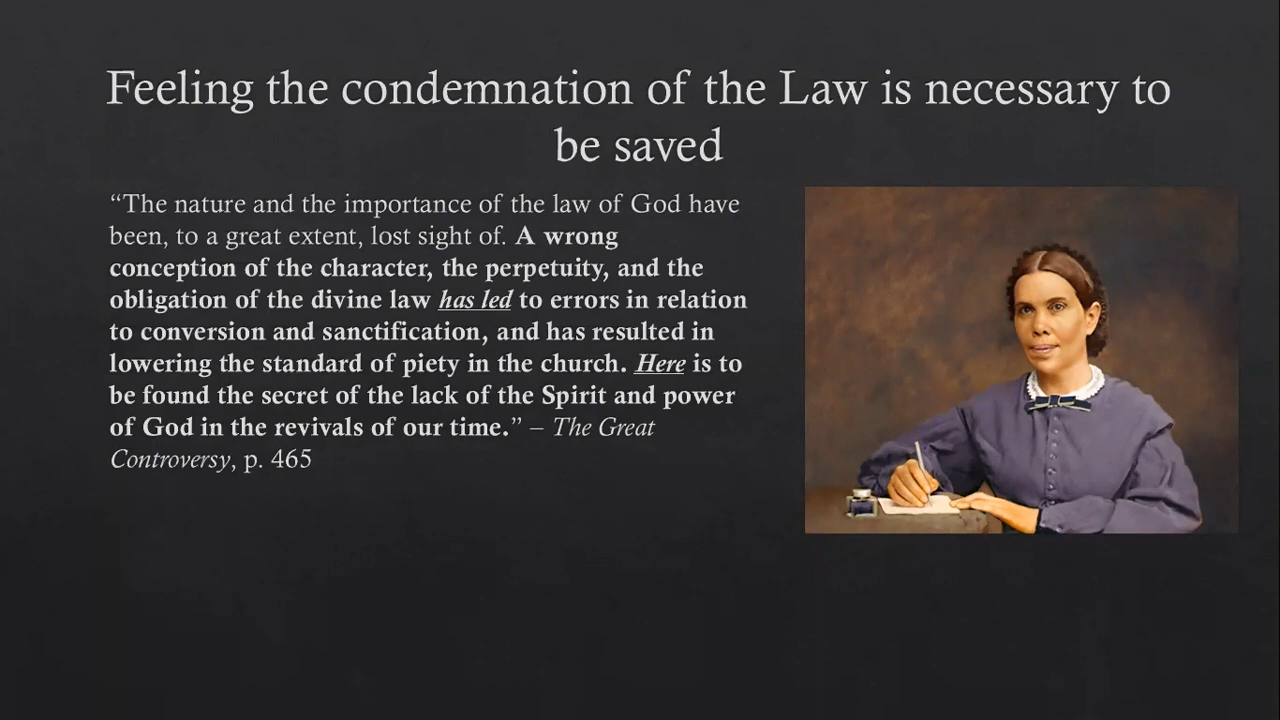 Feeling the condemnation of the Law is necessary to
be saved
“The nature and the importance of the law of God have
been, to a great extent, lost sight of. A wrong
conception of the character, the perpetuity, and the
obligation of the divine law has led to errors in relation
to conversion and sanctification, and has resulted in
lowering the standard of piety in the church. Here is to
be found the secret of the lack of the Spirit and power
of God in the revivals of our time.” – The Great
Controversy, p. 465